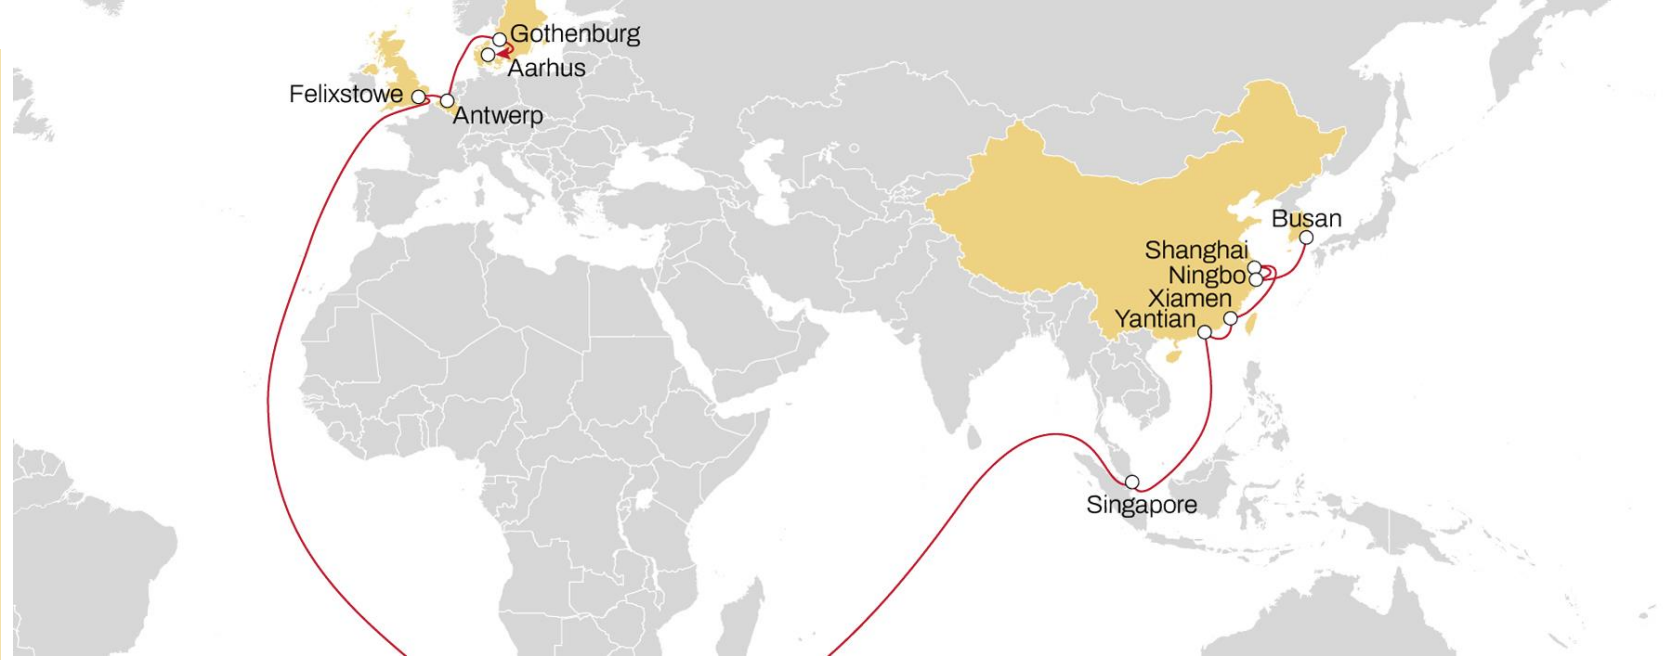 Gothenburg
Aarhus
Felixstowe
Antwerp
Busan
Shanghai
Ningbo
Xiamen
Yantian
Singapore